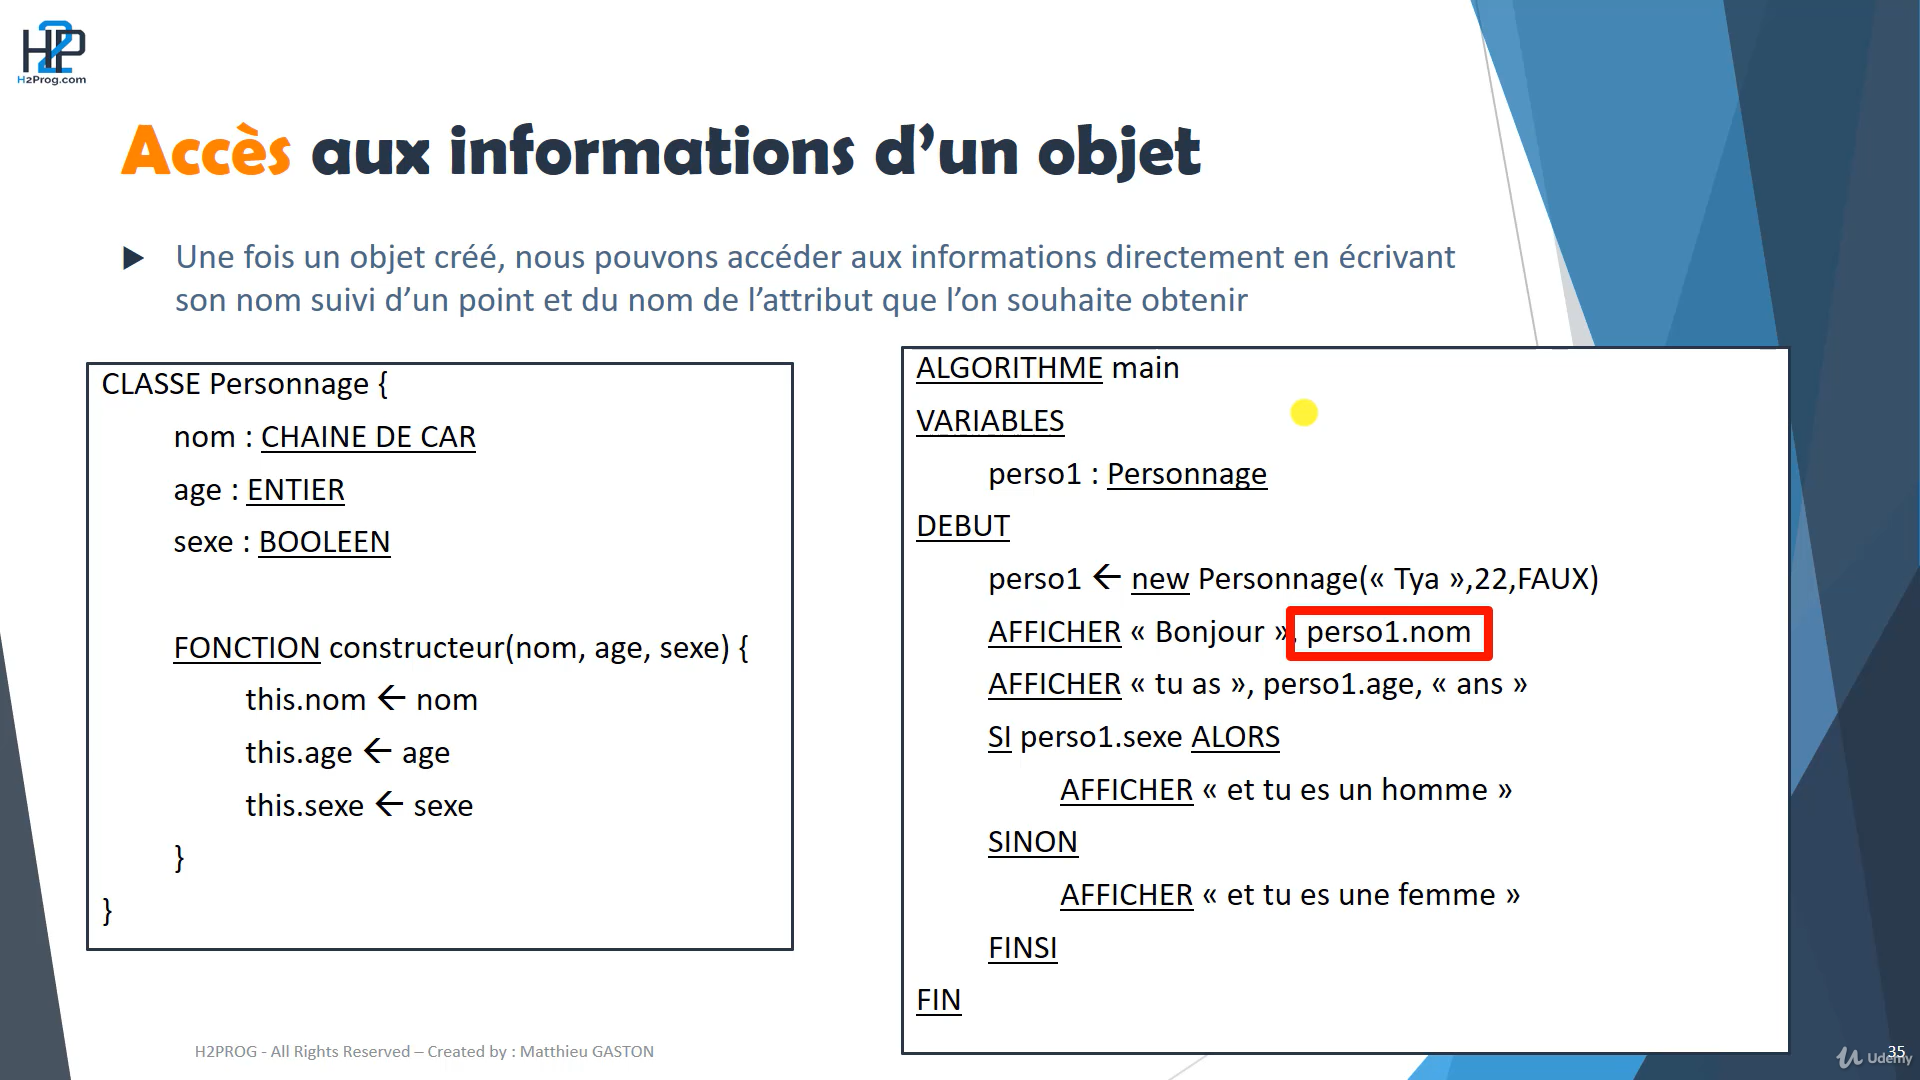 H2P
H2Prog.com
Accès aux informations d’un objet
Une fois un objet créé, nous pouvons accéder aux informations directement en écrivant
son nom suivi d’un point et du nom de l’attribut que l’on souhaite obtenir
CLASSE Personnage {
nom : CHAINE DE CAR
age : ENTIER
sexe : BOOLEEN
FONCTION constructeur(nom, age, sexe) {
this.nom ← nom
this.age ← age
this.sexe ← sexe
}
}
ALGORITHME main
VARIABLES
perso1 : Personnage
DEBUT
perso1 ← new Personnage(« Tya »,22,FAUX)
AFFICHER « Bonjour », perso1.nom
AFFICHER « tu as », perso1.age, « ans »
SI perso1.sexe ALORS
AFFICHER « et tu es un homme »
SINON
AFFICHER « et tu es une femme »
FINSI
FIN
H2PROG - All Rights Reserved – Created by : Matthieu GASTON
35
Udemy